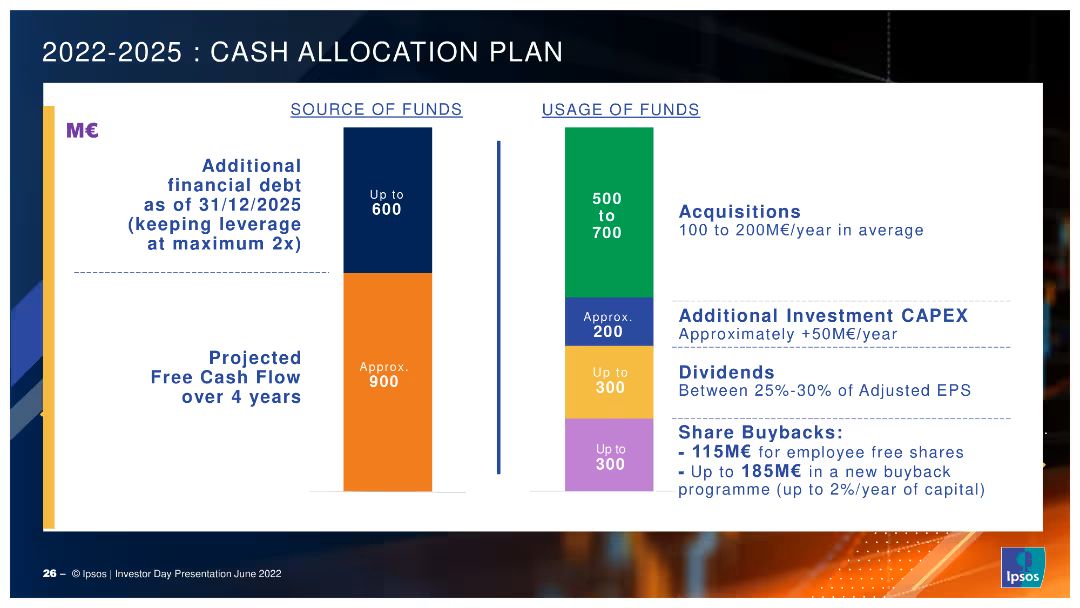 2022-2025 : CASH ALLOCATION PLAN
SOURCE OF FUNDS
USAGE OF FUNDS
M€
Additional
financial debt
as of 31/12/2025
(keeping leverage
at maximum 2x)
Up to
600
Projected
Free Cash Flow
over 4 years
Approx.
900
500
to
700
Acquisitions
100 to 200M€/year in average
Approx.
200
Additional Investment CAPEX
Approximately +50M€/year
Up to
300
Dividends
Between 25%-30% of Adjusted EPS
Up to
300
Share Buybacks:
- 115M€ for employee free shares
- Up to 185M€ in a new buyback
programme (up to 2%/year of capital)
26 – © Ipsos | Investor Day Presentation June 2022
Ipsos